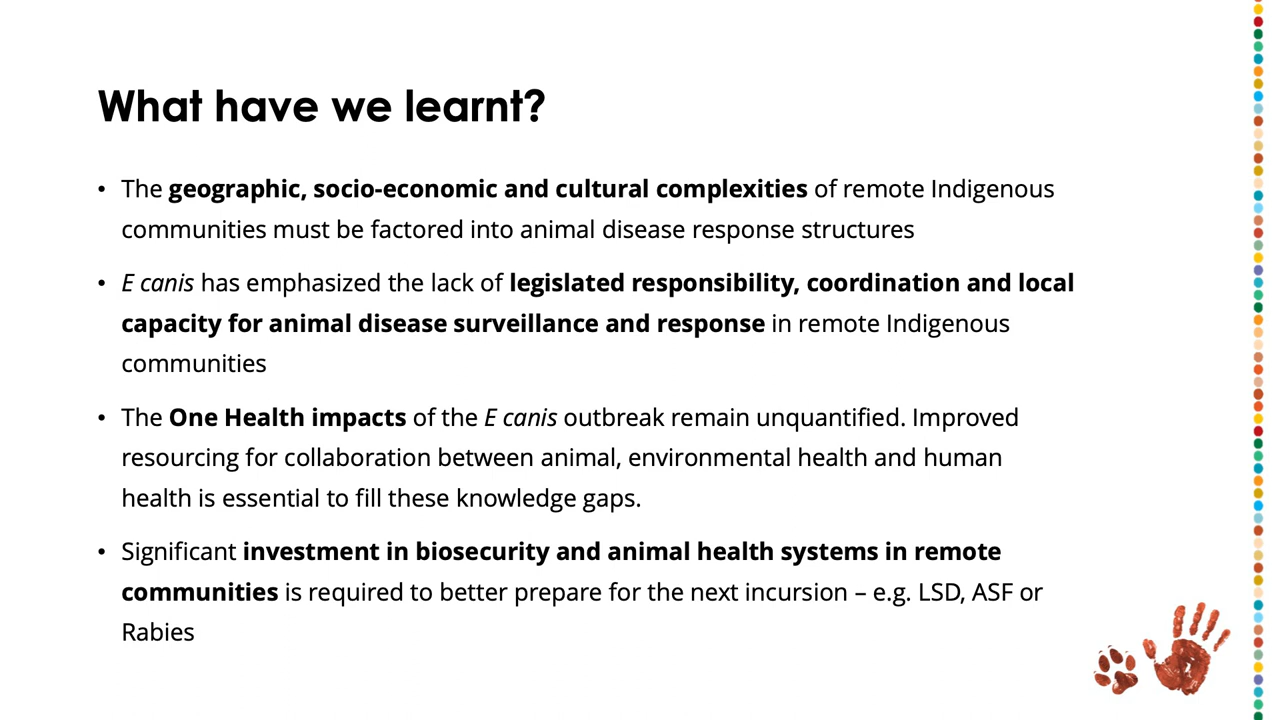 What have we learnt?
• The geographic, socio-economic and cultural complexities of remote Indigenous
communities must be factored into animal disease response structures
• E canis has emphasized the lack of legislated responsibility, coordination and local
capacity for animal disease surveillance and response in remote Indigenous
communities
• The One Health impacts of the E canis outbreak remain unquantified. Improved
resourcing for collaboration between animal, environmental health and human
health is essential to fill these knowledge gaps.
• Significant investment in biosecurity and animal health systems in remote
communities is required to better prepare for the next incursion – e.g. LSD, ASF or
Rabies